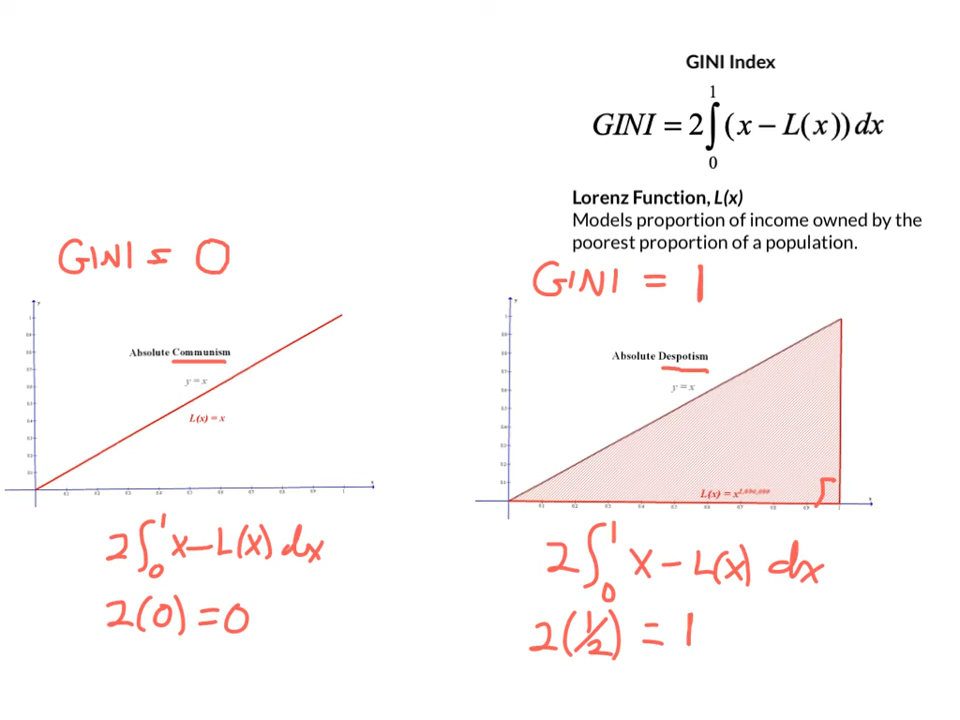 GINI Index
GINI = 2∫₀¹ (x − L(x)) dx
Lorenz Function, L(x)
Models proportion of income owned by the
poorest proportion of a population.
GINI = 0
Absolute Communism
y = x
L(x) = x
2∫₀¹ x − L(x) dx
2(0) = 0
GINI = 1
Absolute Despotism
y = x
2∫₀¹ x − L(x) dx
2(1/2) = 1